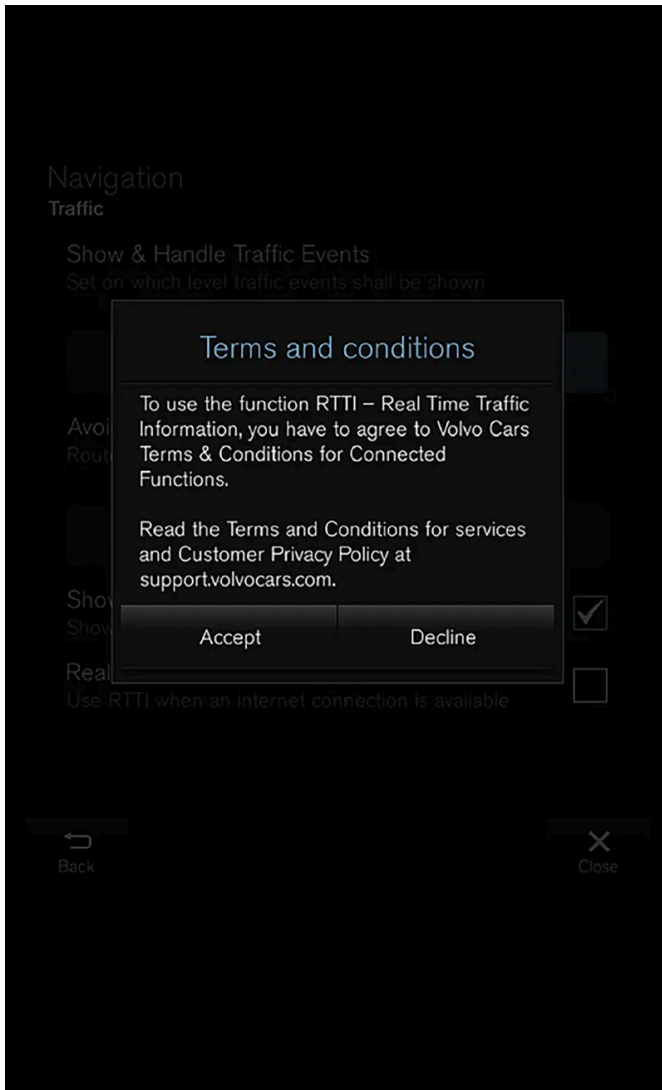 Navigation
Traffic
Show & Handle Traffic Events
Set on which level traffic events shall be shown
Terms and conditions
To use the function RTTI – Real Time Traffic
Information, you have to agree to Volvo Cars
Terms & Conditions for Connected
Functions.
Read the Terms and Conditions for services
and Customer Privacy Policy at
support.volvocars.com.
Accept
Decline
Show
Real
Use RTTI when an internet connection is available
Back
Close